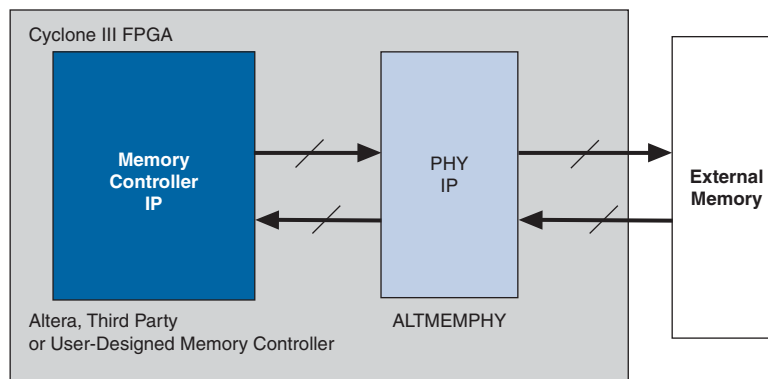 Cyclone III FPGA
Memory
Controller
IP
PHY
IP
External
Memory
Altera, Third Party
or User-Designed Memory Controller
ALTMEMPHY